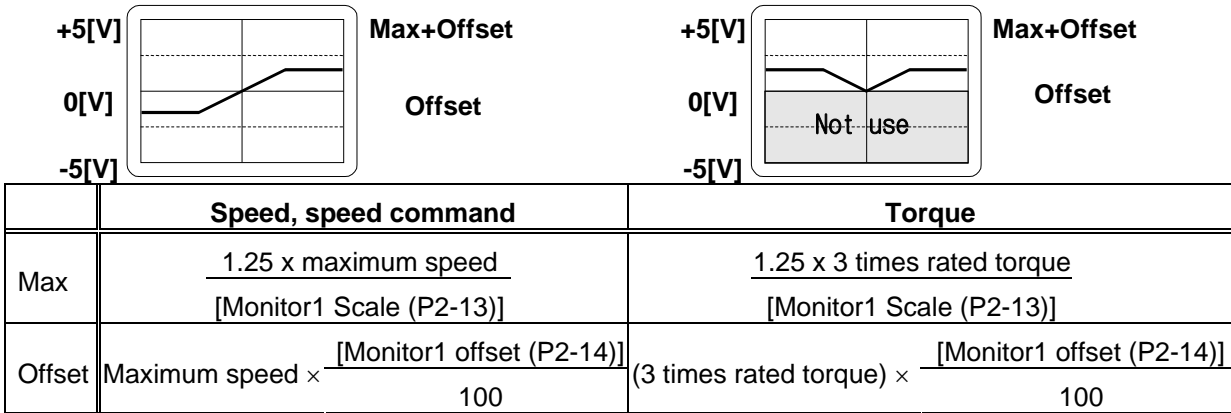 +5[V] Max+Offset +5[V] Max+Offset
0[V] Offset 0[V] Offset
Not use
-5[V] -5[V]
Speed, speed command Torque
Max 1.25 x maximum speed 1.25 x 3 times rated torque
[Monitor1 Scale (P2-13)] [Monitor1 Scale (P2-13)]
Offset Maximum speed × [Monitor1 offset (P2-14)] (3 times rated torque) × [Monitor1 offset (P2-14)]
100 100